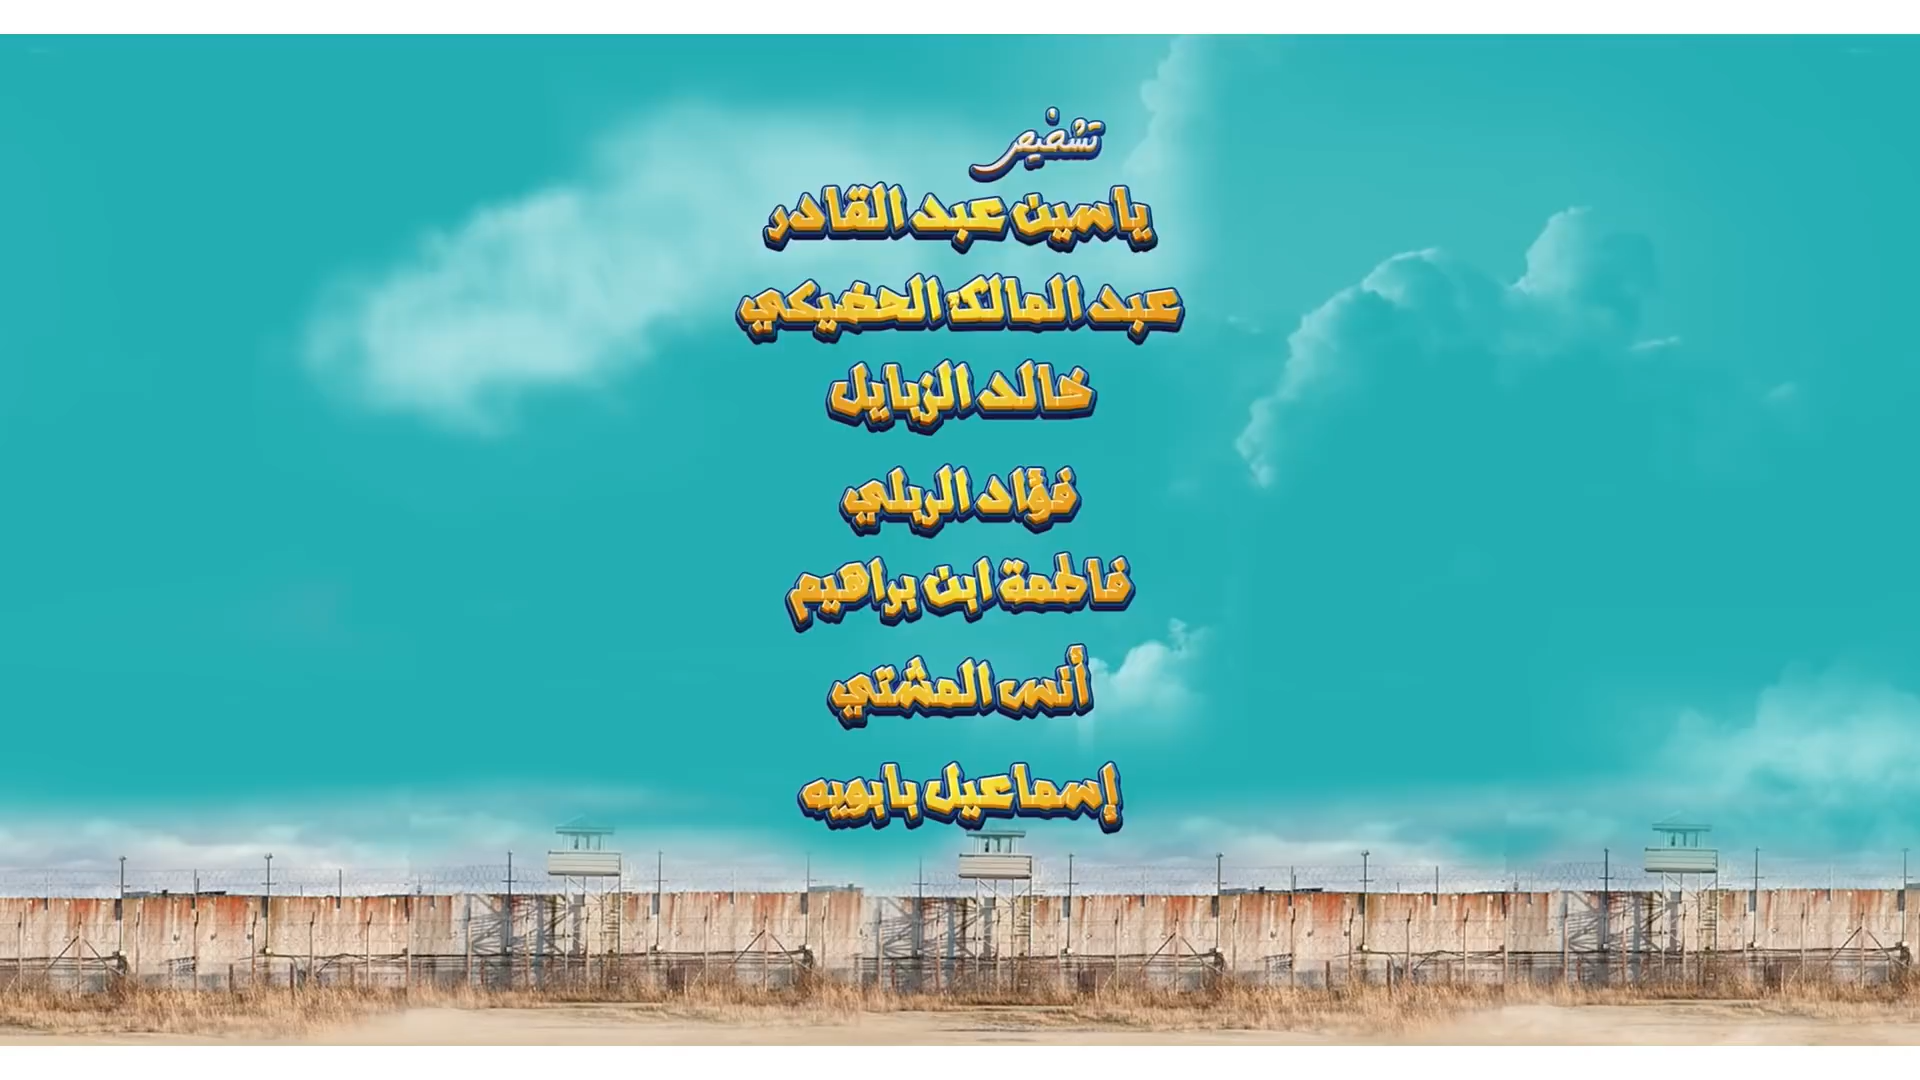 تشخيص
ياسين عبد القادر
عبد المالك الحضيكي
خالد الزبايل
فؤاد الريلي
فاطمة ابن براهيم
أنس المشتي
إسماعيل بابويه